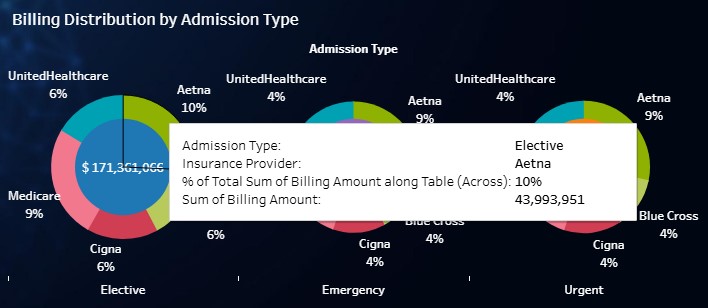 Billing Distribution by Admission Type
Admission Type
UnitedHealthcare
6%
Aetna
10%
$ 171,361,066
Medicare
9%
Cigna
6%
6%
Elective
UnitedHealthcare
4%
Aetna
9%
Blue Cross
4%
Cigna
4%
Emergency
UnitedHealthcare
4%
Aetna
9%
Blue Cross
4%
Cigna
4%
Urgent
Admission Type: Elective
Insurance Provider: Aetna
% of Total Sum of Billing Amount along Table (Across): 10%
Sum of Billing Amount: 43,993,951